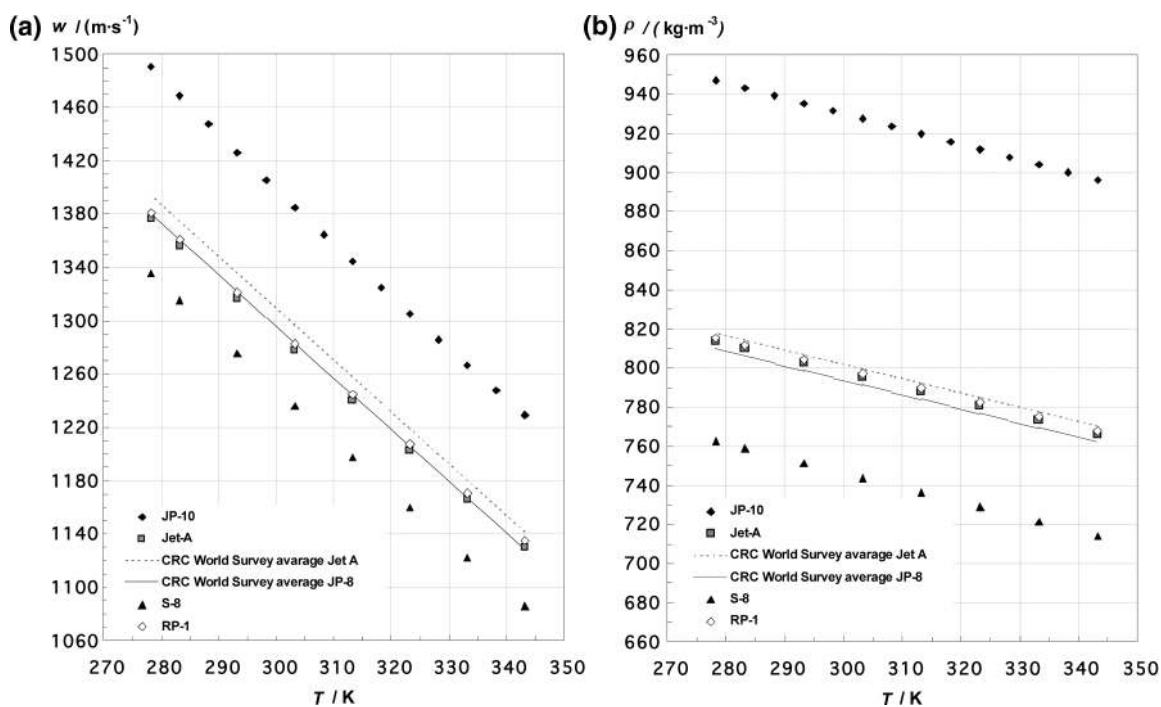 (a) w / (m·s⁻¹)
1500
1460
1420
1380
1340
1300
1260
1220
1180
1140
1100
1060
JP-10
Jet-A
CRC World Survey avarage Jet A
CRC World Survey average JP-8
S-8
RP-1
270 280 290 300 310 320 330 340 350
T / K
(b) ρ / (kg·m⁻³)
960
940
920
900
880
860
840
820
800
780
760
740
720
700
680
660
JP-10
Jet-A
CRC World Survey avarage Jet A
CRC World Survey average JP-8
S-8
RP-1
270 280 290 300 310 320 330 340 350
T / K